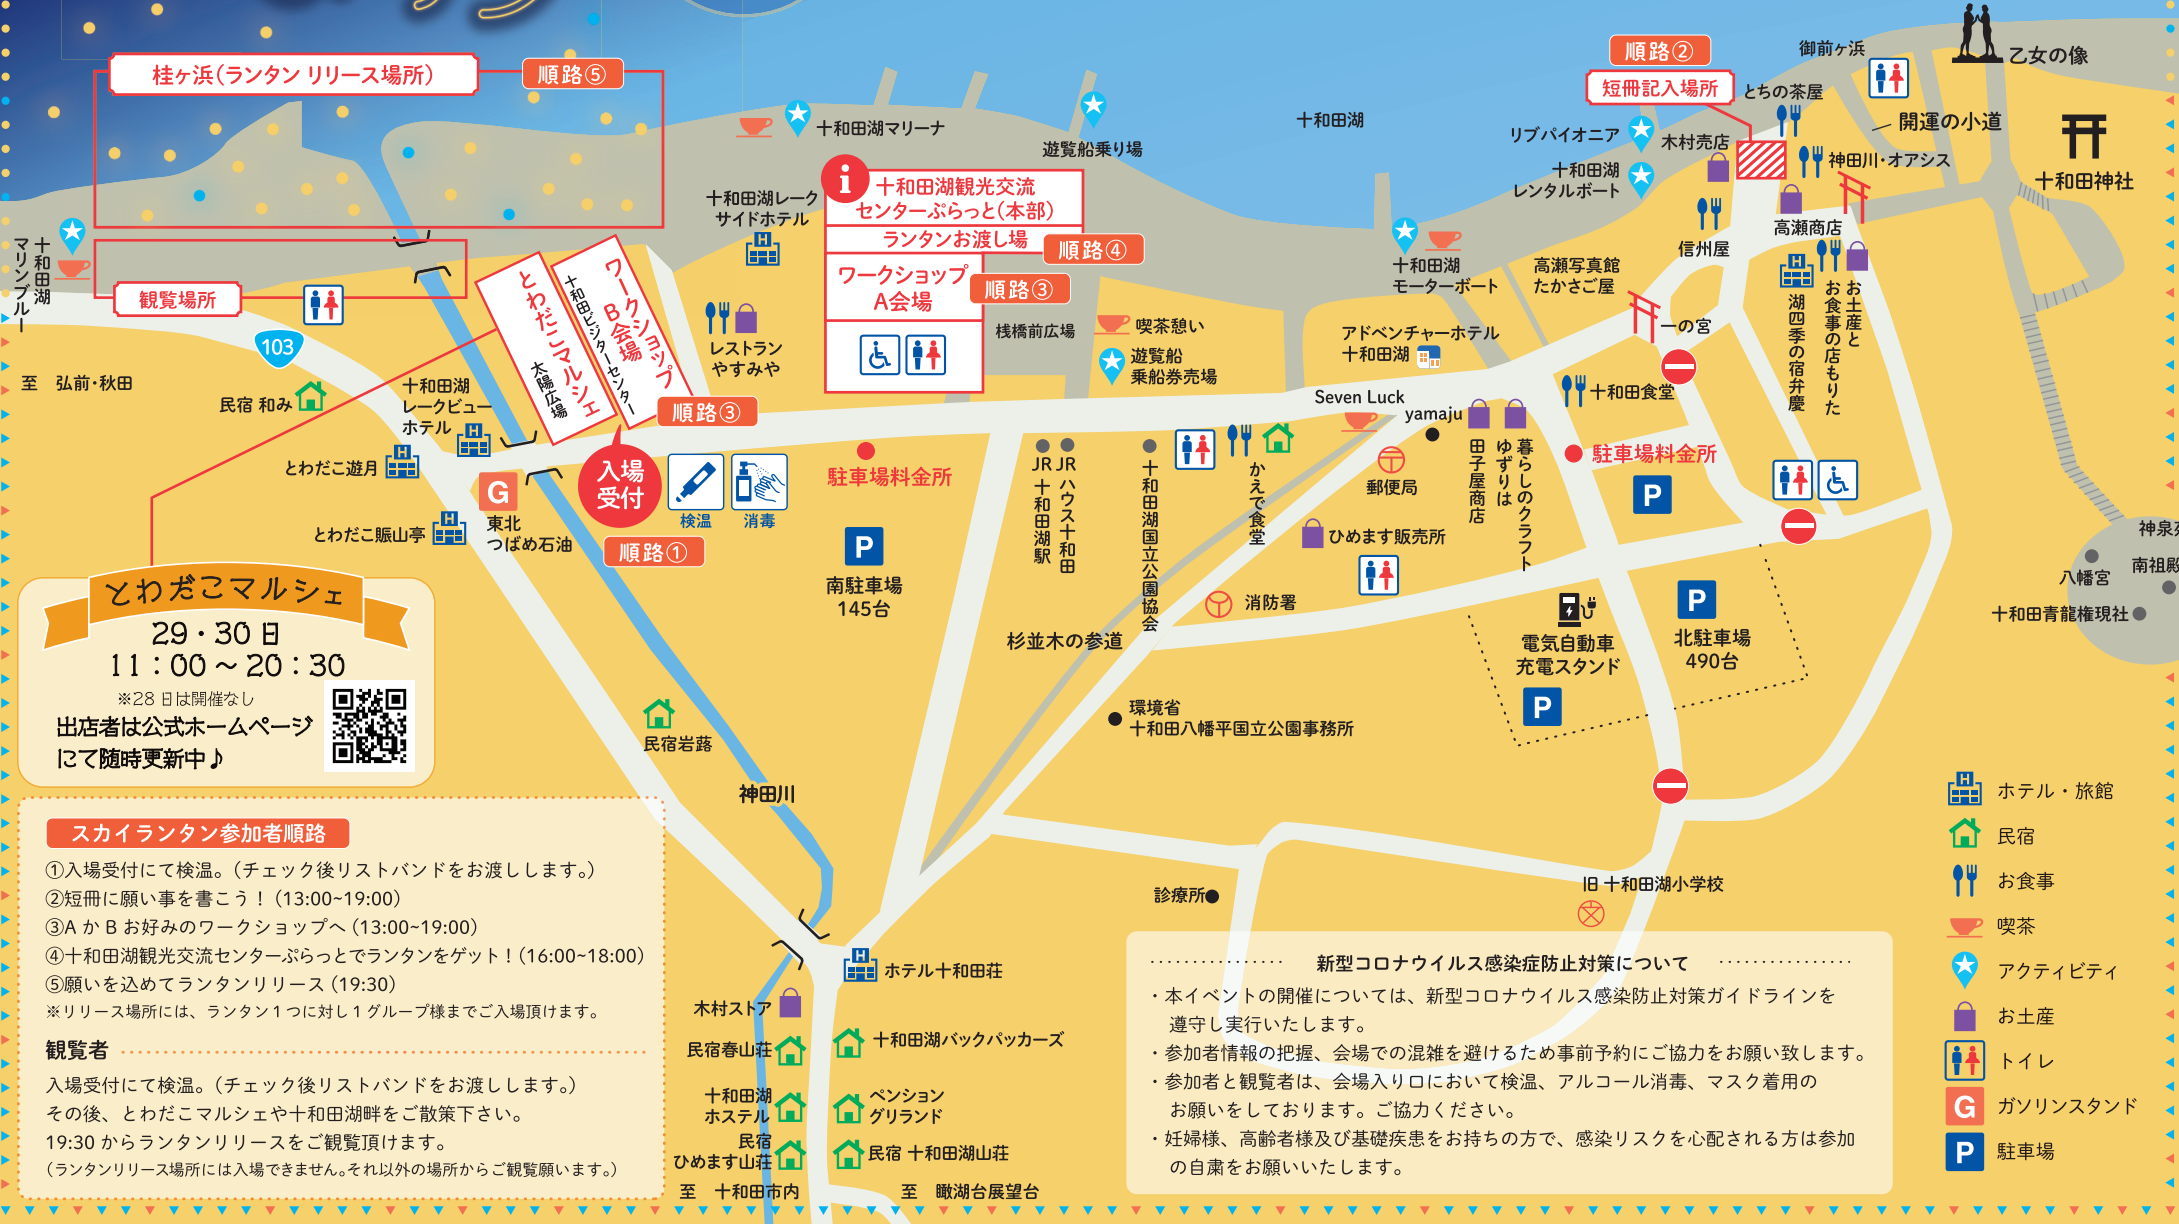 桂ヶ浜(ランタン リリース場所)
順路⑤
観覧場所
十和田湖
マリンブルー
103
至 弘前・秋田
民宿 和み
十和田湖
レークビュー
ホテル
とわだこ遊月
とわだこ賑山亭
G
東北
つばめ石油
とわだこマルシェ
太陽広場
ワークショップ
B会場
十和田ビジターセンター
順路③
入場
受付
検温
消毒
順路①
十和田湖マリーナ
十和田湖レーク
サイドホテル
レストラン
やすみや
i
十和田湖観光交流
センターぷらっと(本部)
ランタンお渡し場
順路④
ワークショップ
A会場
順路③
遊覧船乗り場
十和田湖
桟橋前広場
喫茶憩い
遊覧船
乗船券売場
駐車場料金所
P
南駐車場
145台
JR 十和田湖駅
JR ハウス十和田
十和田湖国立公園協会
かえで食堂
杉並木の参道
消防署
ひめます販売所
郵便局
Seven Luck
yamaju
アドベンチャーホテル
十和田湖
十和田湖
モーターボート
高瀬写真館
たかさご屋
田子屋商店
ゆずりは
暮らしのクラフト
十和田食堂
駐車場料金所
P
一の宮
順路②
短冊記入場所
リブパイオニア
十和田湖
レンタルボート
木村売店
とちの茶屋
神田川・オアシス
信州屋
高瀬商店
湖四季の宿弁慶
お土産と
お食事の店もりた
御前ヶ浜
開運の小道
乙女の像
十和田神社
八幡宮
十和田青龍権現社
電気自動車
充電スタンド
P
P
北駐車場
490台
環境省
十和田八幡平国立公園事務所
診療所
旧 十和田湖小学校
民宿岩蕗
神田川
ホテル十和田荘
木村ストア
民宿春山荘
十和田湖バックパッカーズ
十和田湖
ホステル
ペンション
グリランド
民宿
ひめます山荘
民宿 十和田湖山荘
至 十和田市内
至 瞰湖台展望台
とわだこマルシェ
29・30 日
11:00～20:30
※28 日は開催なし
出店者は公式ホームページ
にて随時更新中♪
スカイランタン参加者順路
①入場受付にて検温。(チェック後リストバンドをお渡しします。)
②短冊に願い事を書こう！(13:00~19:00)
③A か B お好みのワークショップへ (13:00~19:00)
④十和田湖観光交流センターぷらっとでランタンをゲット！(16:00~18:00)
⑤願いを込めてランタンリリース (19:30)
※リリース場所には、ランタン 1 つに対し 1 グループ様までご入場頂けます。
観覧者
入場受付にて検温。(チェック後リストバンドをお渡しします。)
その後、とわだこマルシェや十和田湖畔をご散策下さい。
19:30 からランタンリリースをご観覧頂けます。
(ランタンリリース場所には入場できません。それ以外の場所からご観覧願います。)
新型コロナウイルス感染症防止対策について
・本イベントの開催については、新型コロナウイルス感染防止対策ガイドラインを
遵守し実行いたします。
・参加者情報の把握、会場での混雑を避けるため事前予約にご協力をお願い致します。
・参加者と観覧者は、会場入り口において検温、アルコール消毒、マスク着用の
お願いをしております。ご協力ください。
・妊婦様、高齢者様及び基礎疾患をお持ちの方で、感染リスクを心配される方は参加
の自粛をお願いいたします。
H ホテル・旅館
民宿
お食事
喫茶
アクティビティ
お土産
トイレ
G ガソリンスタンド
P 駐車場